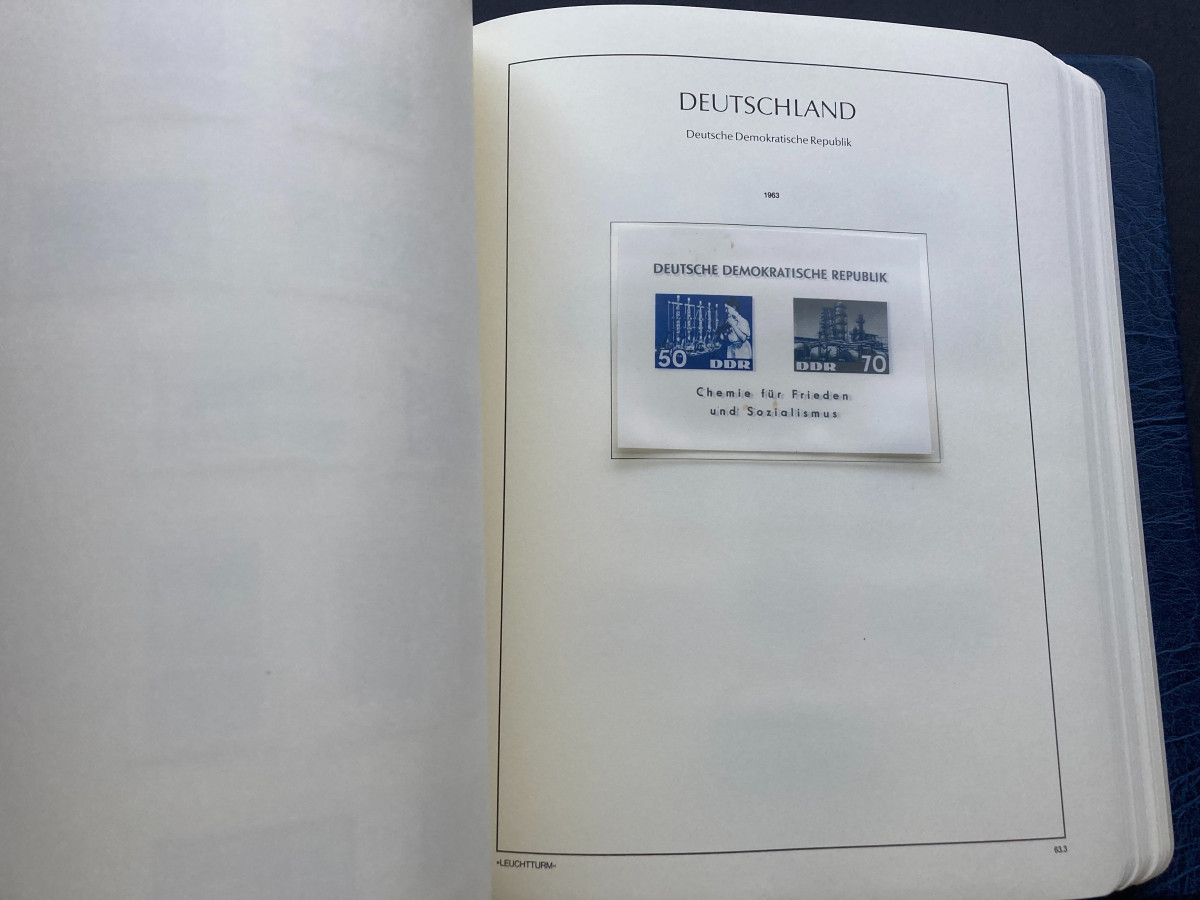 DEUTSCHLAND
Deutsche Demokratische Republik
1963
DEUTSCHE DEMOKRATISCHE REPUBLIK
50 DDR
DDR 70
Chemie für Frieden
und Sozialismus
»LEUCHTTURM«
63.3